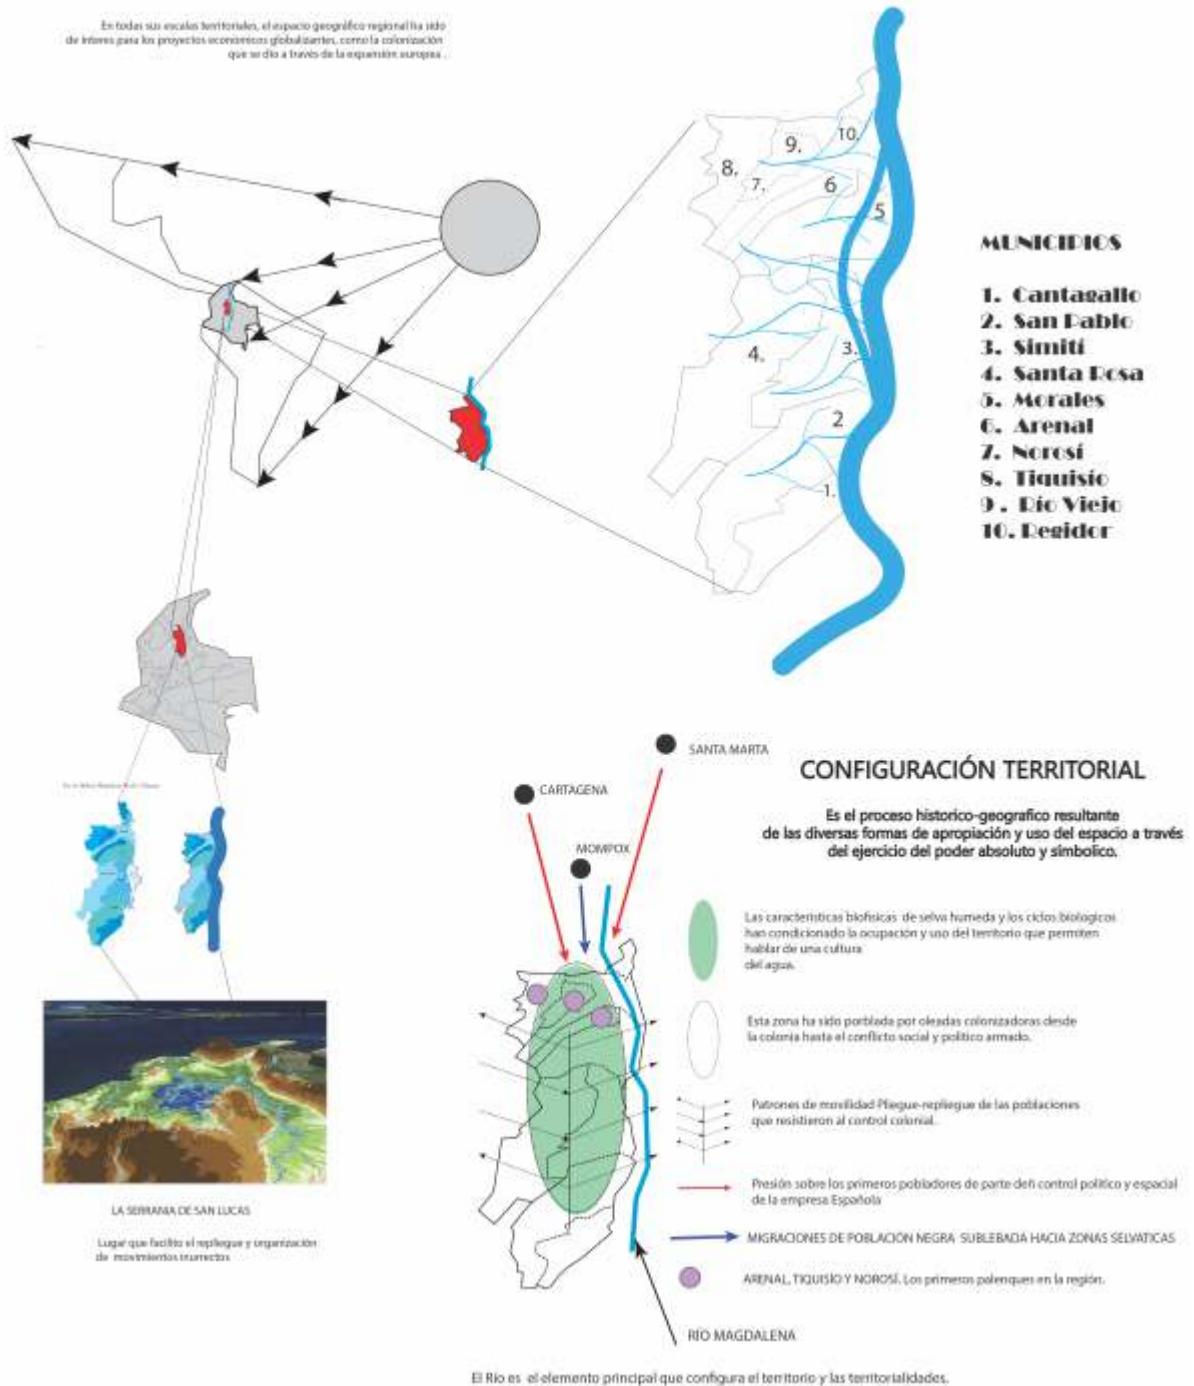 En todas sus escalas territoriales, el espacio geográfico regional ha sido
de interes para los proyectos economicos globalizantes, como la colonización
que se dio a través de la expansión europea .
10.
9.
8.
7.
6
5
4.
3.
2
1.
MUNICIPIOS
1. Cantagallo
2. San Pablo
3. Simití
4. Santa Rosa
5. Morales
6. Arenal
7. Norosí
8. Tiquisío
9 . Río Viejo
10. Regidor
LA SERRANIA DE SAN LUCAS
Lugar que facilito el repliegue y organización
de movimientos
SANTA MARTA
CARTAGENA
MOMPOX
CONFIGURACIÓN TERRITORIAL
Es el proceso historico-geografico resultante
de las diversas formas de apropiación y uso del espacio a través
del ejercicio del poder absoluto y simbolico.
Las caracteristicas biofisicas de selva humeda y los ciclos biologicos
han condicionado la ocupación y uso del territorio que permiten
hablar de una cultura
del agua.
Esta zona ha sido porblada por oleadas colonizadoras desde
la colonia hasta el conflicto social y politico armado.
Patrones de movilidad Pliegue-repliegue de las poblaciones
que resistieron al control colonial.
Presión sobre los primeros pobladores de parte deñ control politico y espacial
de la empresa Española
MIGRACIONES DE POBLACIÓN NEGRA SUBLEBADA HACIA ZONAS SELVATICAS
ARENAL, TIQUISÍO Y NOROSÍ. Los primeros palenques en la región.
RÍO MAGDALENA
El Rio es el elemento principal que configura el territorio y las territorialidades.